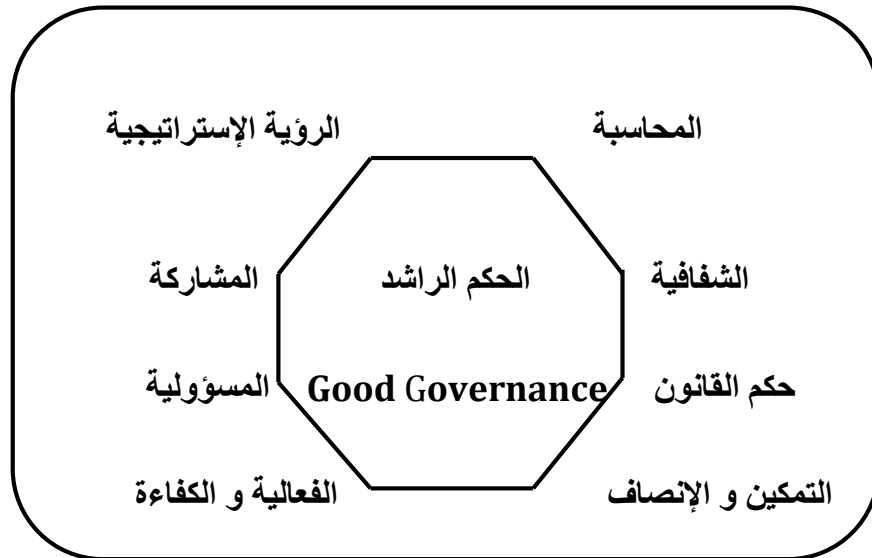 المحاسبة
الرؤية الإستراتيجية
الشفافية
الحكم الراشد
المشاركة
حكم القانون
Good Governance
المسؤولية
التمكين و الإنصاف
الفعالية و الكفاءة